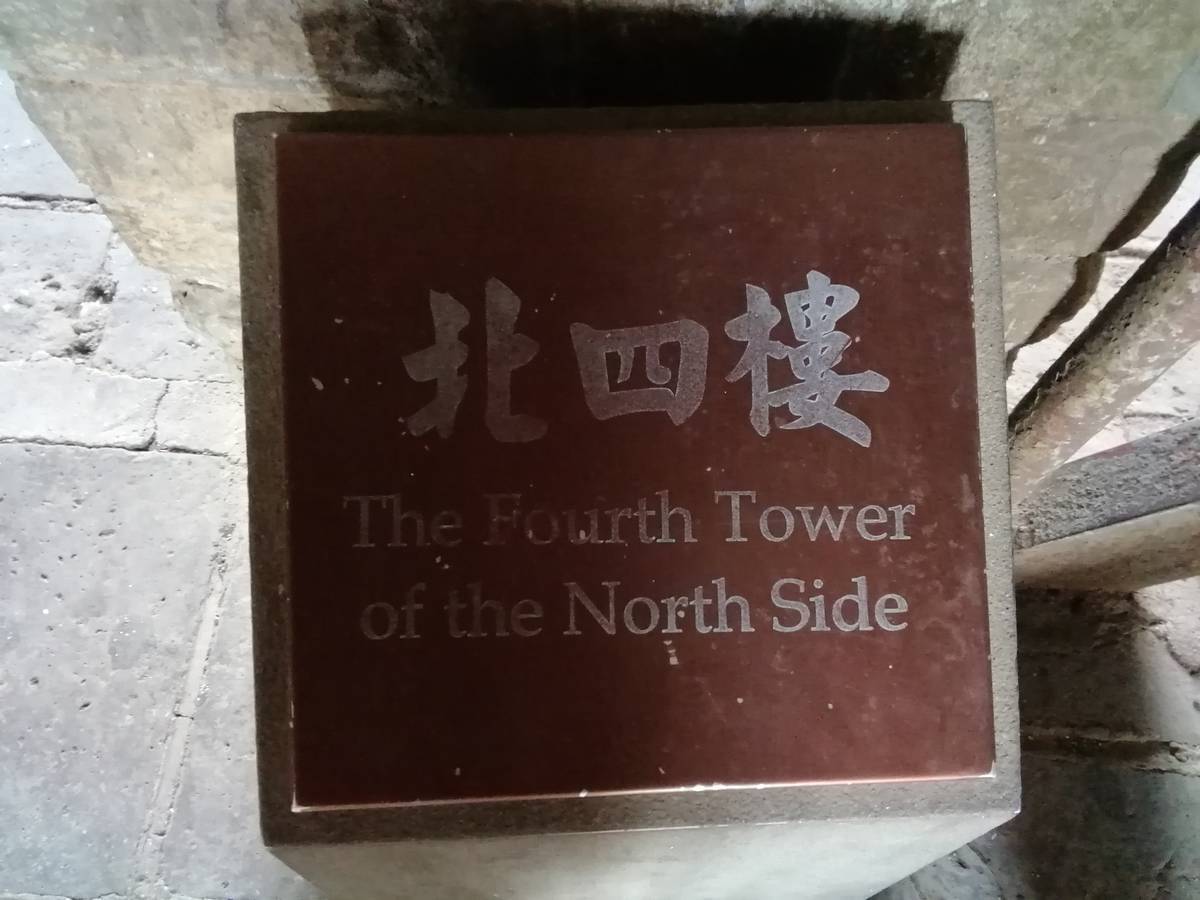 北四樓
The Fourth Tower
of the North Side